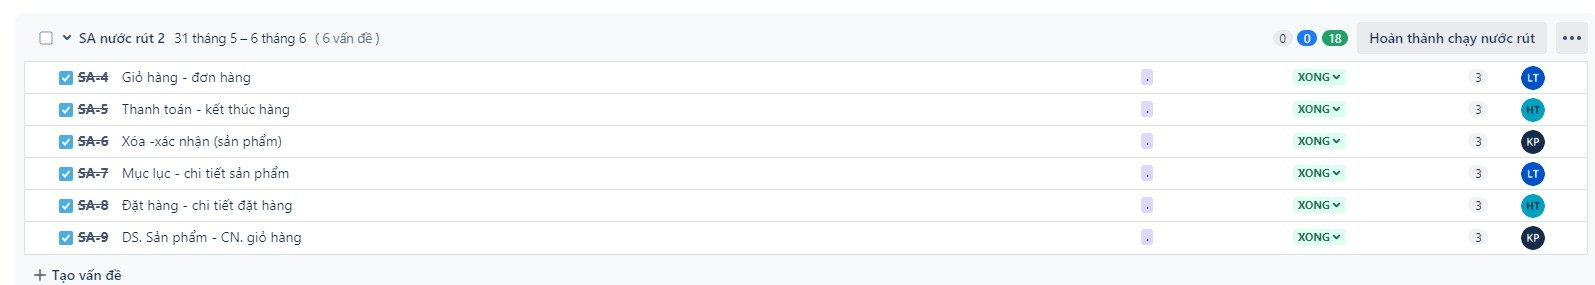 SA nước rút 2 31 tháng 5 – 6 tháng 6 ( 6 vấn đề ) 0 0 18 Hoàn thành chạy nước rút
SA-4 Giỏ hàng - đơn hàng . XONG 3 LT
SA-5 Thanh toán - kết thúc hàng . XONG 3 HT
SA-6 Xóa -xác nhận (sản phẩm) . XONG 3 KP
SA-7 Mục lục - chi tiết sản phẩm . XONG 3 LT
SA-8 Đặt hàng - chi tiết đặt hàng . XONG 3 HT
SA-9 DS. Sản phẩm - CN. giỏ hàng . XONG 3 KP
+ Tạo vấn đề